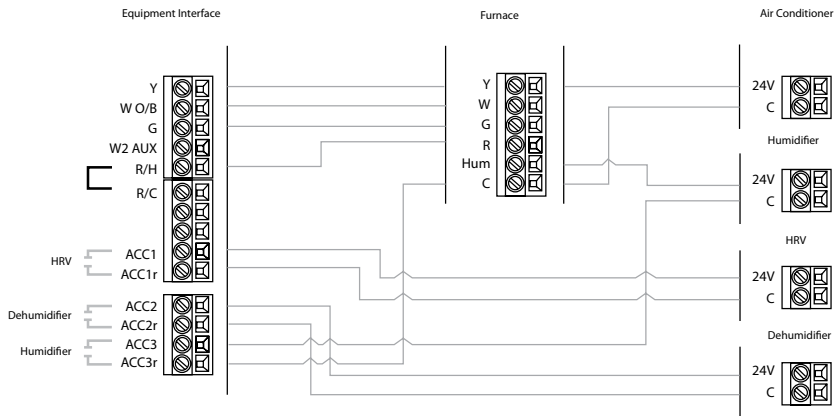 Equipment Interface
Furnace
Air Conditioner
Y
W O/B
G
W2 AUX
R/H
R/C
ACC1
ACC1r
HRV
ACC2
ACC2r
Dehumidifier
ACC3
ACC3r
Humidifier
Y
W
G
R
Hum
C
24V
C
Humidifier
24V
C
HRV
24V
C
Dehumidifier
24V
C